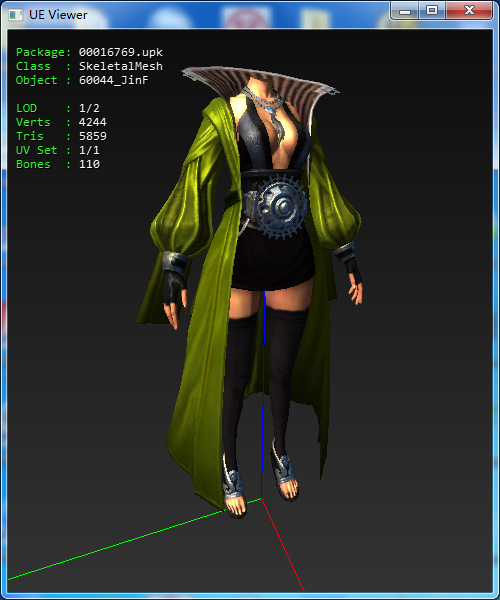 UE Viewer
Package: 00016769.upk
Class : SkeletalMesh
Object : 60044_JinF
LOD : 1/2
Verts : 4244
Tris : 5859
UV Set : 1/1
Bones : 110